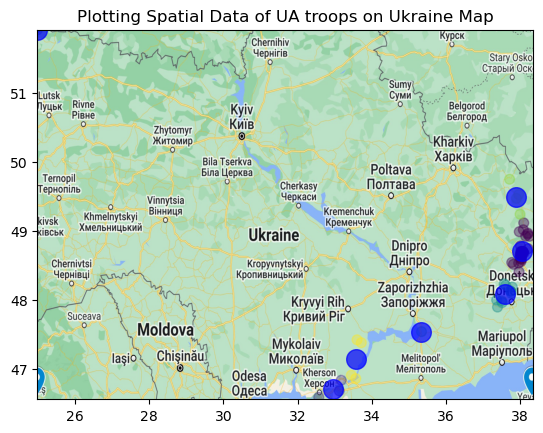 Plotting Spatial Data of UA troops on Ukraine Map
Chernihiv
Чернігів
Курск
Stary Osko
Старый Оско
Sumy
Суми
Lutsk
Луцьк
Rivne
Рівне
Kyiv
Київ
Belgorod
Белгород
Zhytomyr
Житомир
Kharkiv
Харків
Bila Tserkva
Біла Церква
Poltava
Полтава
Ternopil
Тернопіль
Khmelnytskyi
Хмельницький
Vinnytsia
Вінниця
Cherkasy
Черкаси
Kremenchuk
Кременчук
kivsk
ківськ
Ukraine
Dnipro
Дніпро
Chernivtsi
Чернівці
Kropyvnytskyi
Кропивницький
Donetsk
Zaporizhzhia
Запоріжжя
Kryvyi Rih
Кривий Ріг
Suceava
Moldova
Iași
Chișinău
Mykolaiv
Миколаїв
Mariupol
Маріуполь
Melitopol'
Мелітополь
Odesa
Одеса
Kherson
Херсон
51
50
49
48
47
26
28
30
32
34
36
38